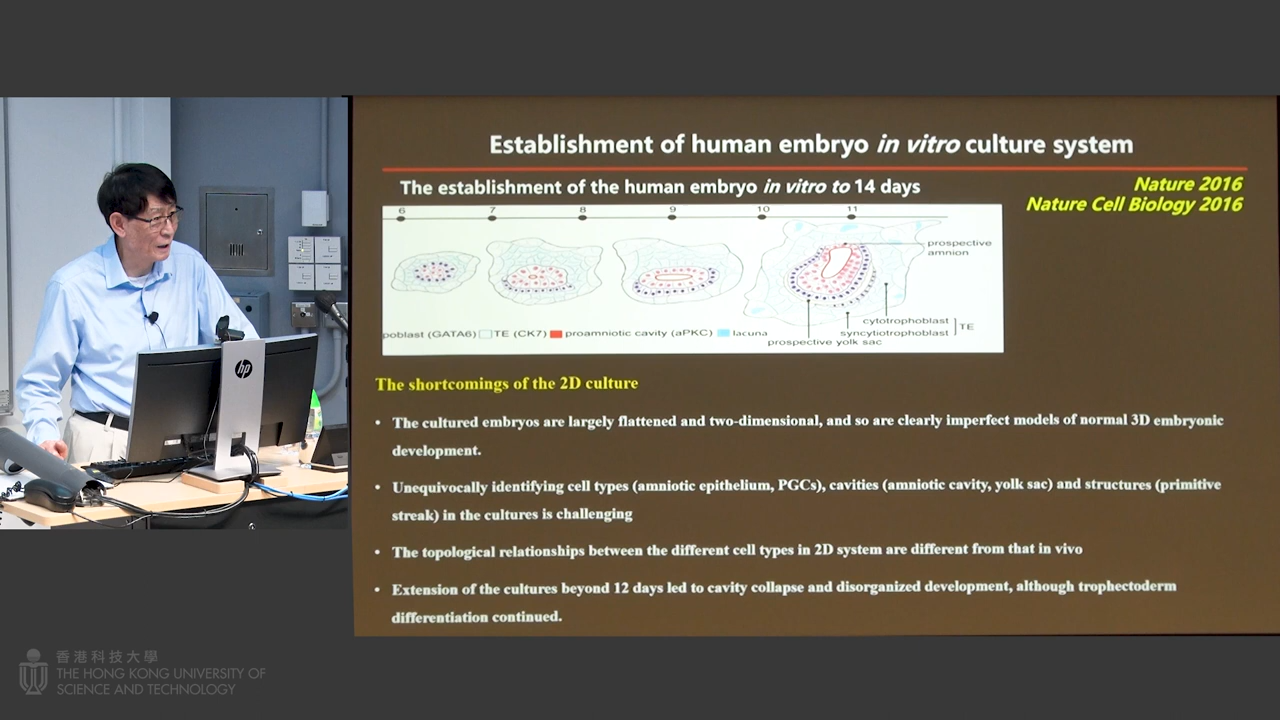 Establishment of human embryo in vitro culture system
The establishment of the human embryo in vitro to 14 days
Nature 2016
Nature Cell Biology 2016
6 7 8 9 10 11
prospective
amnion
cytotrophoblast
syncytiotrophoblast
TE
prospective yolk sac
poblast (GATA6) TE (CK7) proamniotic cavity (aPKC) lacuna
The shortcomings of the 2D culture
• The cultured embryos are largely flattened and two-dimensional, and so are clearly imperfect models of normal 3D embryonic
development.
• Unequivocally identifying cell types (amniotic epithelium, PGCs), cavities (amniotic cavity, yolk sac) and structures (primitive
streak) in the cultures is challenging
• The topological relationships between the different cell types in 2D system are different from that in vivo
• Extension of the cultures beyond 12 days led to cavity collapse and disorganized development, although trophectoderm
differentiation continued.
hp
香港科技大學
THE HONG KONG UNIVERSITY OF
SCIENCE AND TECHNOLOGY